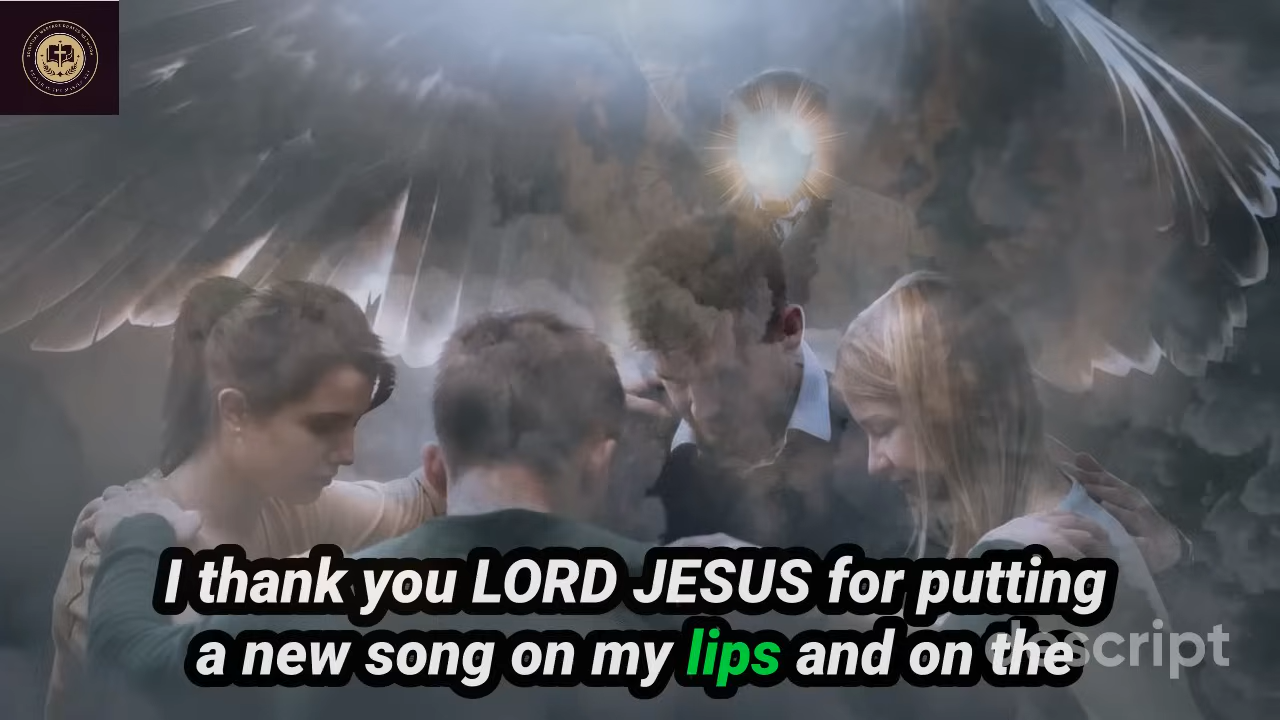 I thank you LORD JESUS for putting
a new song on my lips and on the
descript